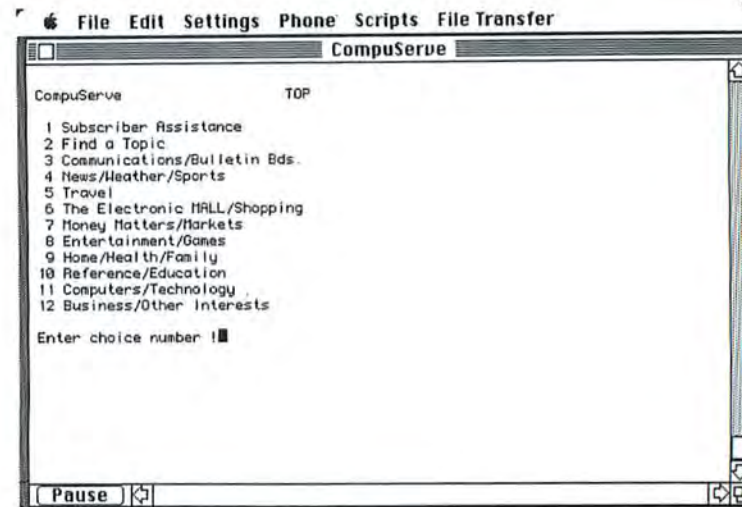 File Edit Settings Phone Scripts File Transfer
CompuServe
CompuServe TOP
1 Subscriber Assistance
2 Find a Topic
3 Communications/Bulletin Bds.
4 News/Weather/Sports
5 Travel
6 The Electronic MALL/Shopping
7 Money Matters/Markets
8 Entertainment/Games
9 Home/Health/Family
10 Reference/Education
11 Computers/Technology
12 Business/Other Interests
Enter choice number !
Pause